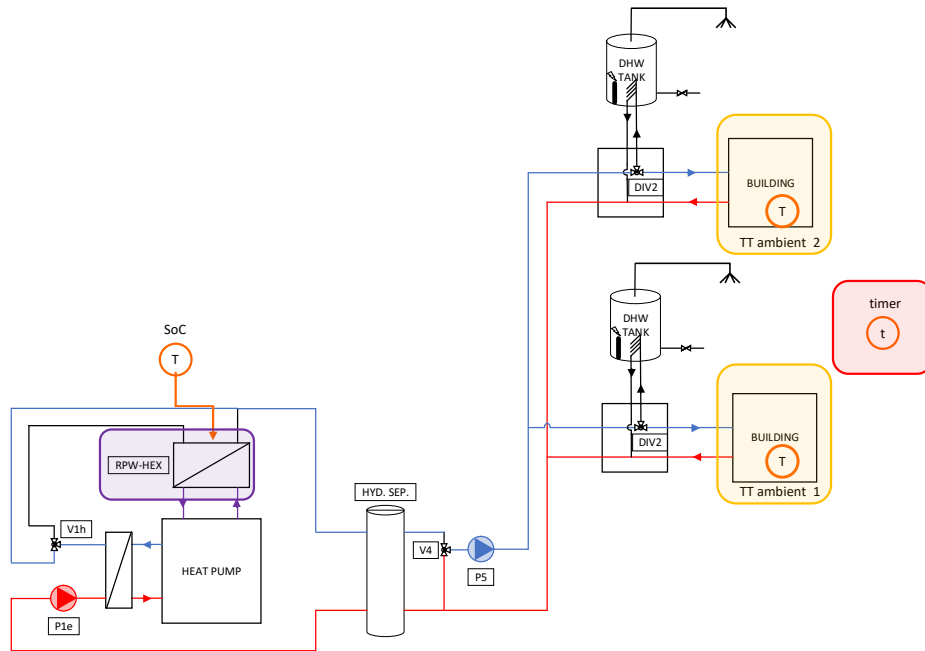 DHW
TANK
DIV2
BUILDING
T
TT ambient 2
DHW
TANK
timer
t
SoC
T
DIV2
BUILDING
T
TT ambient 1
RPW-HEX
HYD. SEP.
V1h
V4
HEAT PUMP
P5
P1e